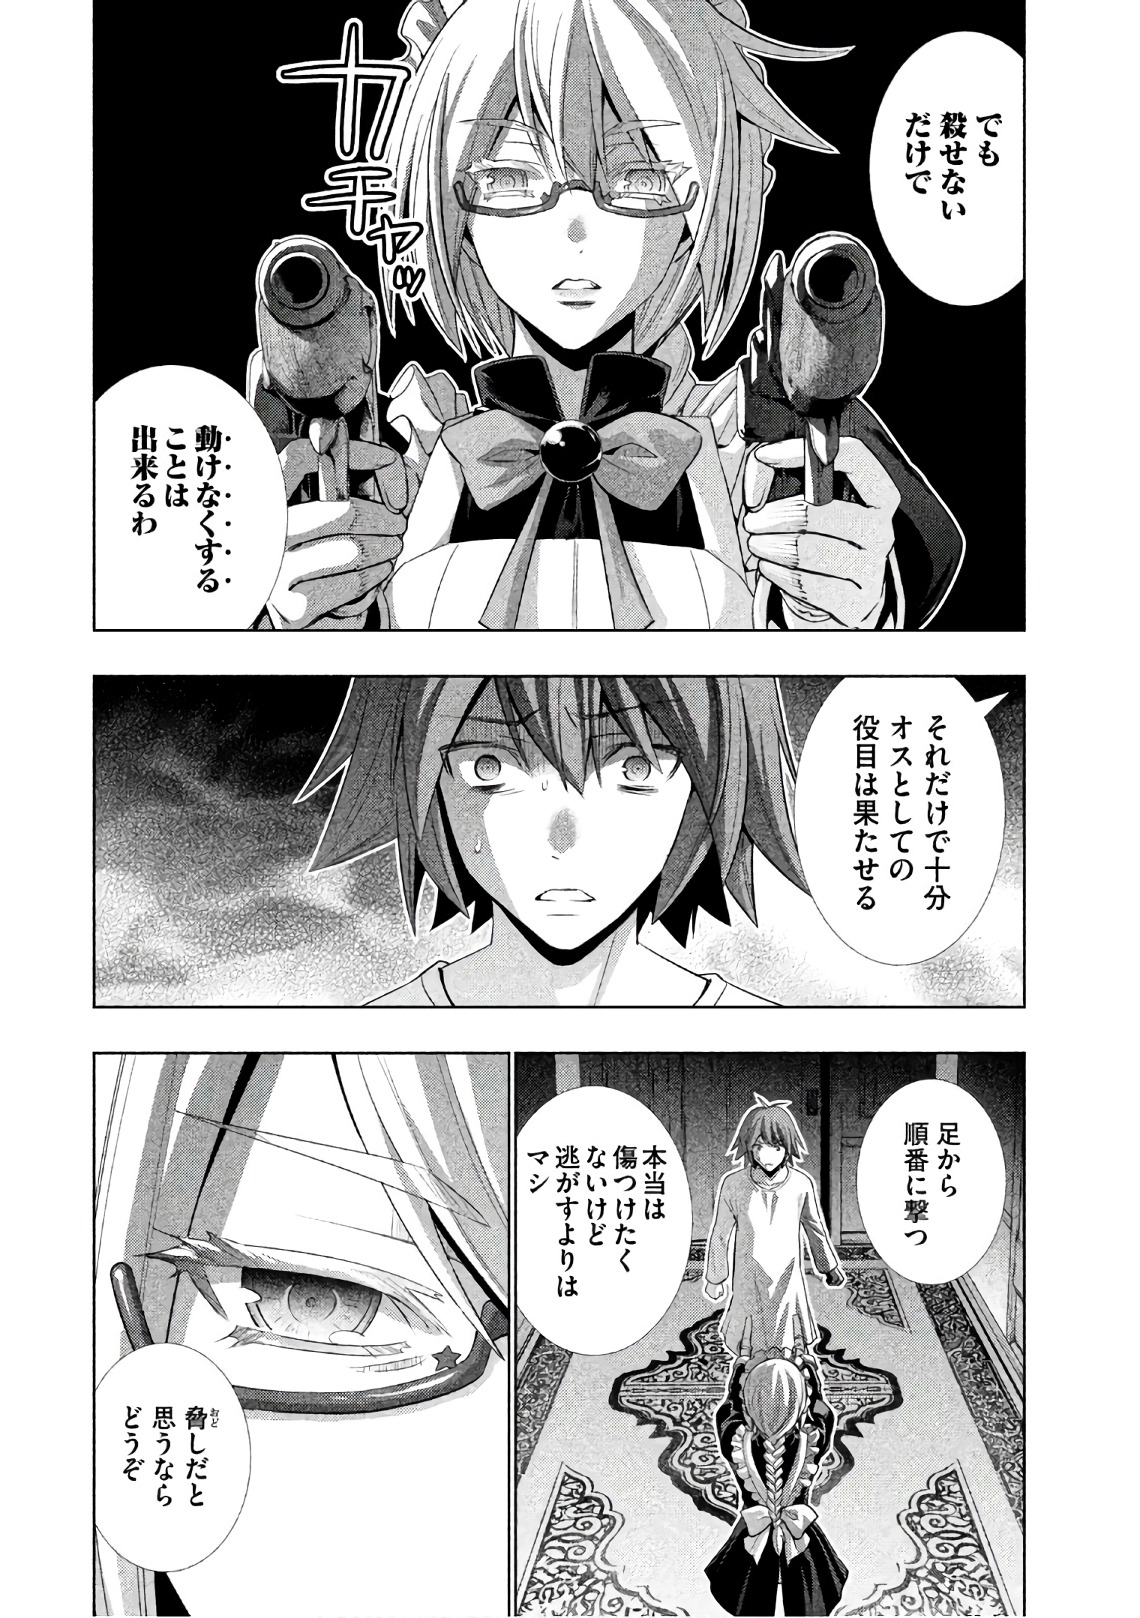 でも
殺せない
だけで
カモャッ
動けなくする
ことは
出来るわ
それだけで十分
オスとしての
役目は果たせる
足から
順番に撃つ
本当は
傷つけたく
ないけど
逃がすよりは
マシ
脅しだと
おど
思うなら
どうぞ